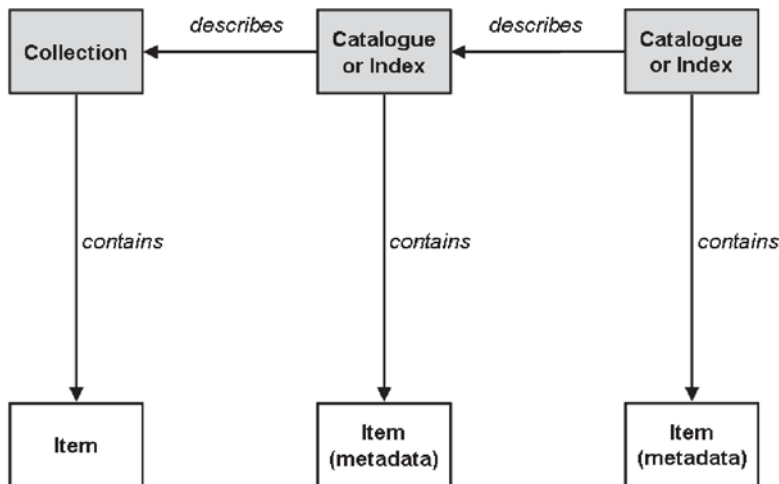 describes
describes
Collection
Catalogue
or Index
Catalogue
or Index
contains
contains
contains
Item
Item
(metadata)
Item
(metadata)